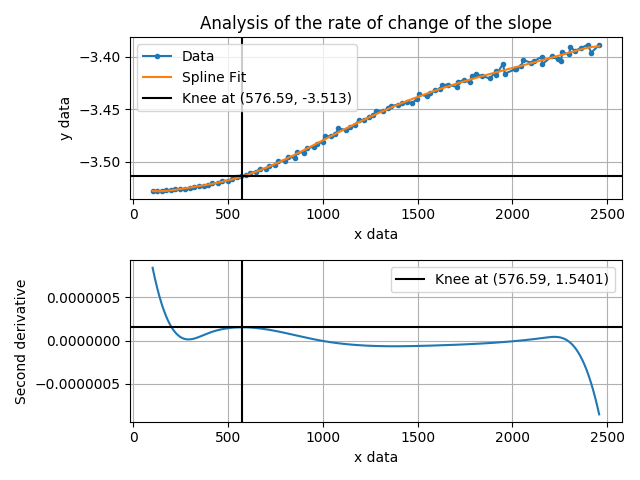 Analysis of the rate of change of the slope
Data
Spline Fit
Knee at (576.59, -3.513)
−3.40
−3.45
−3.50
y data
0 500 1000 1500 2000 2500
x data
Knee at (576.59, 1.5401)
0.0000005
0.0000000
−0.0000005
Second derivative
0 500 1000 1500 2000 2500
x data